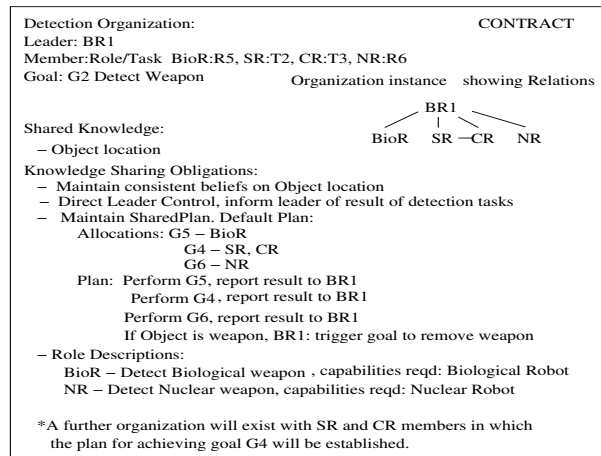 Detection Organization: CONTRACT
Leader: BR1
Member:Role/Task BioR:R5, SR:T2, CR:T3, NR:R6
Goal: G2 Detect Weapon
Organization instance showing Relations
BR1
BioR SR CR NR
Shared Knowledge:
– Object location
Knowledge Sharing Obligations:
– Maintain consistent beliefs on Object location
– Direct Leader Control, inform leader of result of detection tasks
– Maintain SharedPlan. Default Plan:
Allocations: G5 – BioR
G4 – SR, CR
G6 – NR
Plan: Perform G5, report result to BR1
Perform G4, report result to BR1
Perform G6, report result to BR1
If Object is weapon, BR1: trigger goal to remove weapon
– Role Descriptions:
BioR – Detect Biological weapon , capabilities reqd: Biological Robot
NR – Detect Nuclear weapon, capabilities reqd: Nuclear Robot
*A further organization will exist with SR and CR members in which
the plan for achieving goal G4 will be established.